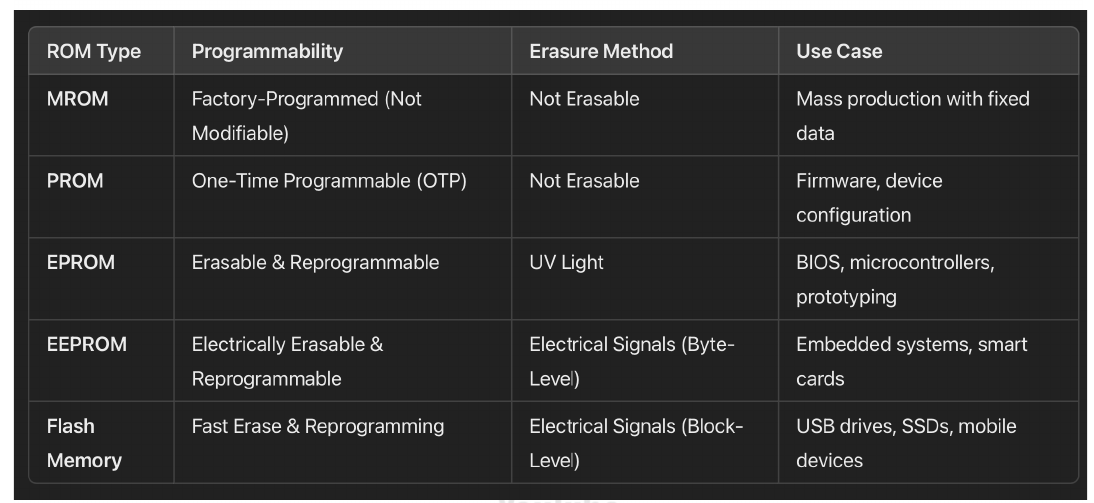 ROM Type Programmability Erasure Method Use Case
MROM Factory-Programmed (Not Not Erasable Mass production with fixed
Modifiable) data
PROM One-Time Programmable (OTP) Not Erasable Firmware, device
configuration
EPROM Erasable & Reprogrammable UV Light BIOS, microcontrollers,
prototyping
EEPROM Electrically Erasable & Electrical Signals (Byte- Embedded systems, smart
Reprogrammable Level) cards
Flash Fast Erase & Reprogramming Electrical Signals (Block- USB drives, SSDs, mobile
Memory Level) devices